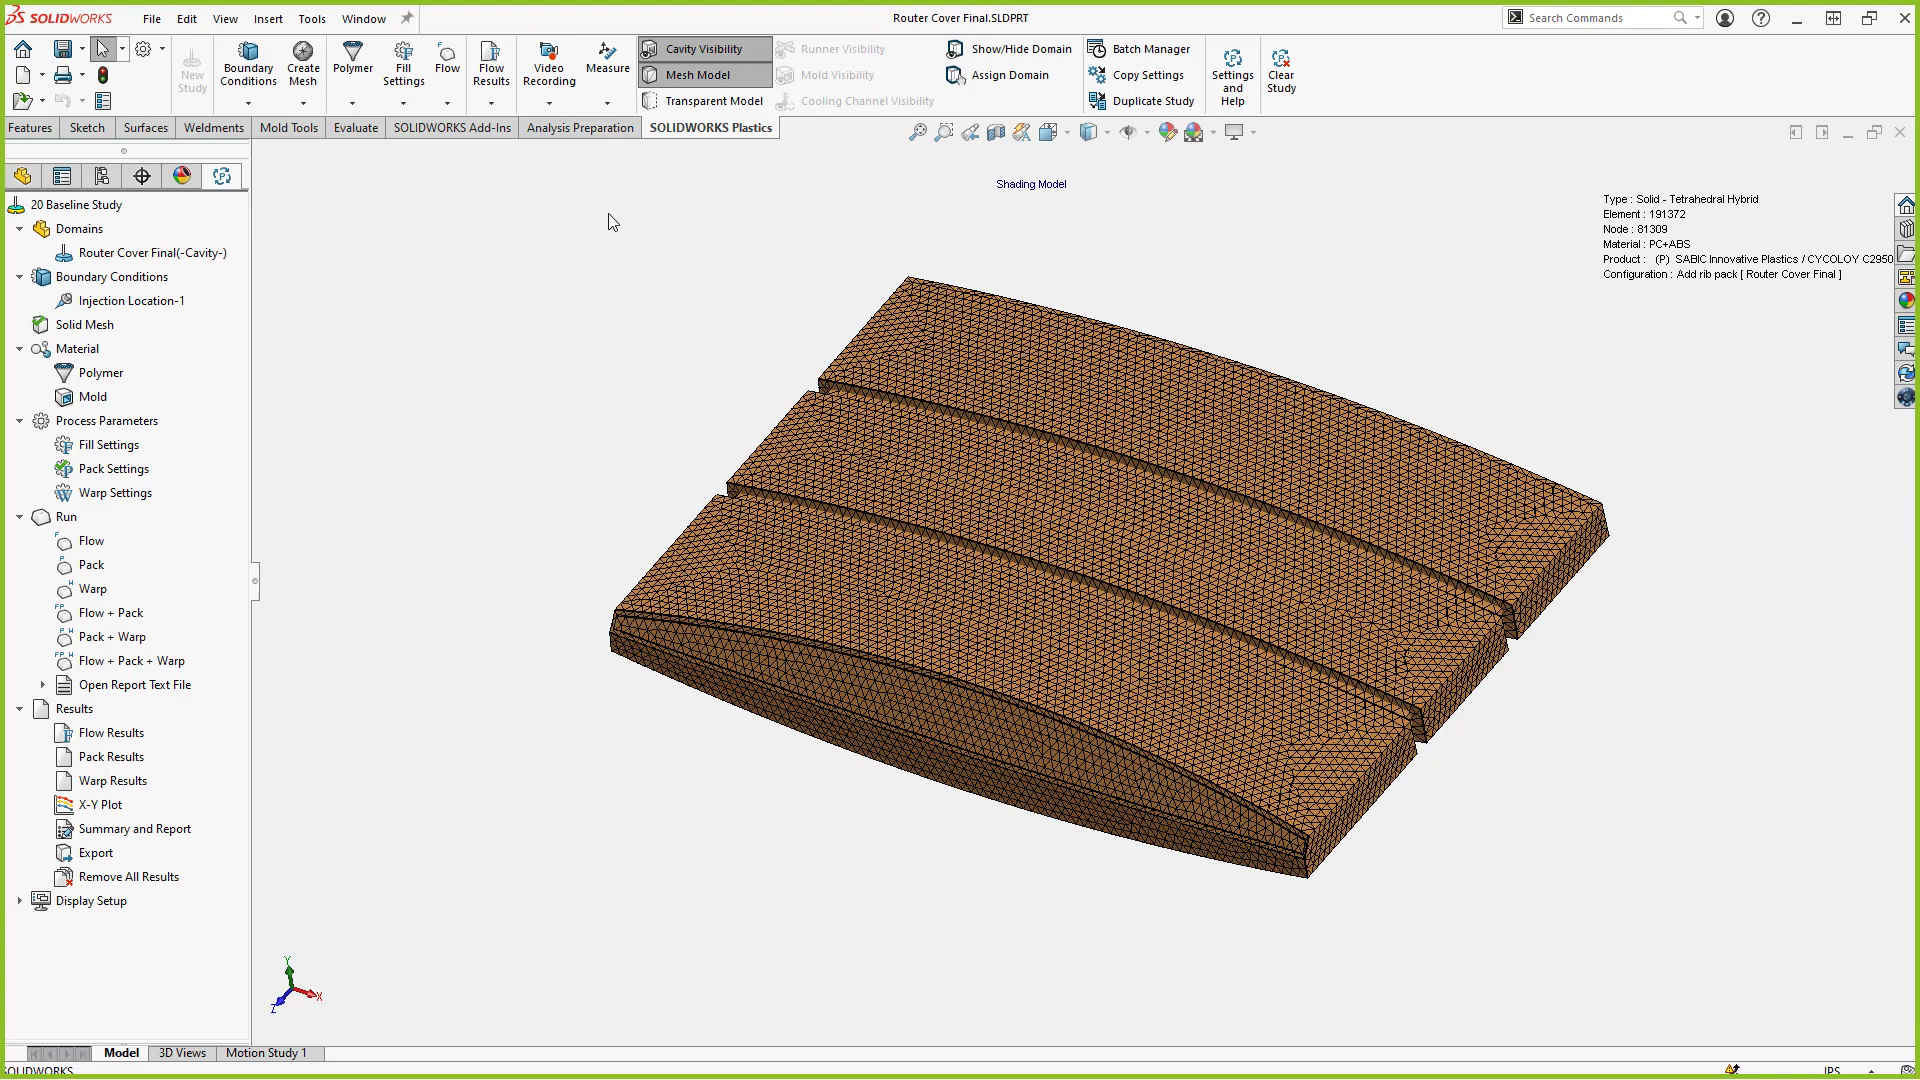 SOLIDWORKS
File Edit View Insert Tools Window
Router Cover Final.SLDPRT
Search Commands
New Study
Boundary Conditions
Create Mesh
Polymer
Fill Settings
Flow
Flow Results
Video Recording
Measure
Cavity Visibility
Mesh Model
Transparent Model
Runner Visibility
Mold Visibility
Cooling Channel Visibility
Show/Hide Domain
Assign Domain
Batch Manager
Copy Settings
Duplicate Study
Settings and Help
Clear Study
Features Sketch Surfaces Weldments Mold Tools Evaluate SOLIDWORKS Add-Ins Analysis Preparation SOLIDWORKS Plastics
20 Baseline Study
Domains
Router Cover Final(-Cavity-)
Boundary Conditions
Injection Location-1
Solid Mesh
Material
Polymer
Mold
Process Parameters
Fill Settings
Pack Settings
Warp Settings
Run
Flow
Pack
Warp
Flow + Pack
Pack + Warp
Flow + Pack + Warp
Open Report Text File
Results
Flow Results
Pack Results
Warp Results
X-Y Plot
Summary and Report
Export
Remove All Results
Display Setup
Shading Model
Type : Solid - Tetrahedral Hybrid
Element : 191372
Node : 81309
Material : PC+ABS
Product : (P) SABIC Innovative Plastics / CYCOLOY C2950
Configuration : Add rib pack [ Router Cover Final ]
Y
X
Z
Model 3D Views Motion Study 1
SOLIDWORKS
IPS